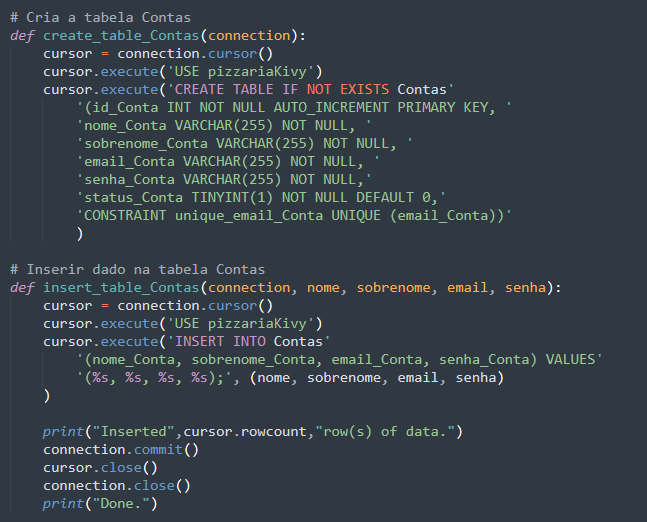 # Cria a tabela Contas
def create_table_Contas(connection):
    cursor = connection.cursor()
    cursor.execute('USE pizzariaKivy')
    cursor.execute('CREATE TABLE IF NOT EXISTS Contas'
        '(id_Conta INT NOT NULL AUTO_INCREMENT PRIMARY KEY, '
        'nome_Conta VARCHAR(255) NOT NULL, '
        'sobrenome_Conta VARCHAR(255) NOT NULL, '
        'email_Conta VARCHAR(255) NOT NULL, '
        'senha_Conta VARCHAR(255) NOT NULL,'
        'status_Conta TINYINT(1) NOT NULL DEFAULT 0,'
        'CONSTRAINT unique_email_Conta UNIQUE (email_Conta))'
        )
# Inserir dado na tabela Contas
def insert_table_Contas(connection, nome, sobrenome, email, senha):
    cursor = connection.cursor()
    cursor.execute('USE pizzariaKivy')
    cursor.execute('INSERT INTO Contas'
        '(nome_Conta, sobrenome_Conta, email_Conta, senha_Conta) VALUES'
        '(%s, %s, %s, %s);', (nome, sobrenome, email, senha)
    )
    print("Inserted",cursor.rowcount,"row(s) of data.")
    connection.commit()
    cursor.close()
    connection.close()
    print("Done.")